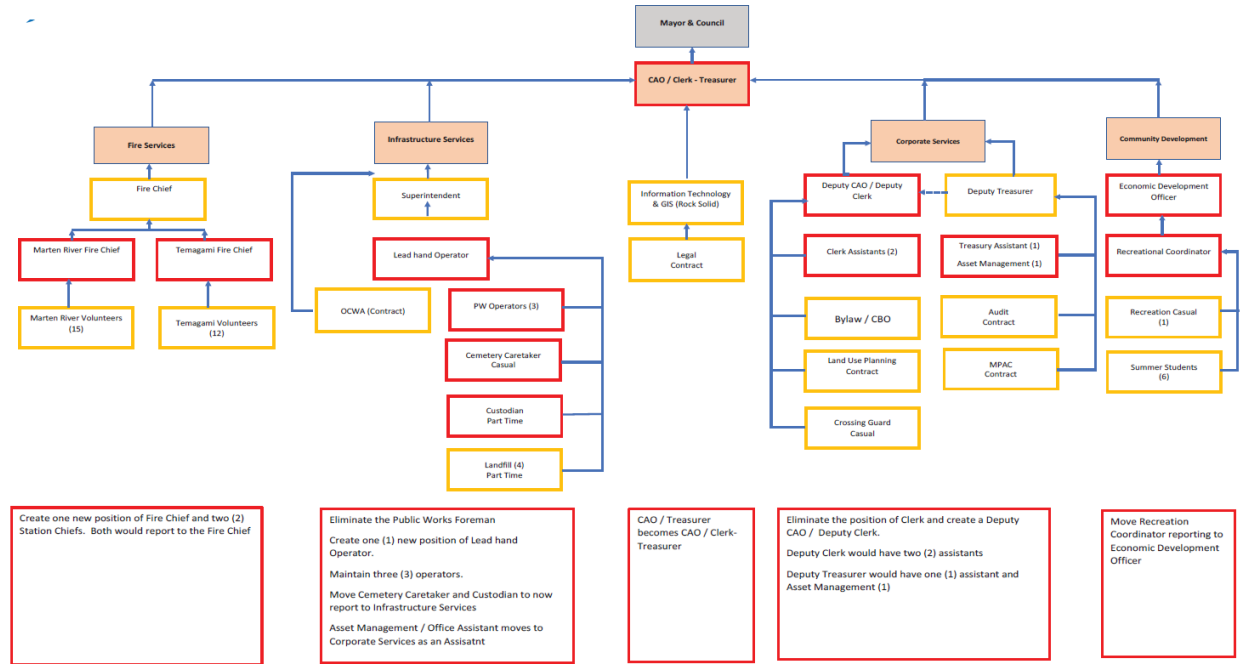 Mayor & Council
CAO / Clerk - Treasurer
Fire Services
Infrastructure Services
Corporate Services
Community Development
Fire Chief
Superintendent
Information Technology
& GIS (Rock Solid)
Deputy CAO / Deputy
Clerk
Deputy Treasurer
Economic Development
Officer
Marten River Fire Chief
Temagami Fire Chief
Lead hand Operator
Legal
Contract
Clerk Assistants (2)
Treasury Assistant (1)
Asset Management (1)
Recreational Coordinator
Marten River Volunteers
(15)
Temagami Volunteers
(12)
OCWA (Contract)
PW Operators (3)
Bylaw / CBO
Audit
Contract
Recreation Casual
(1)
Cemetery Caretaker
Casual
Land Use Planning
Contract
MPAC
Contract
Summer Students
(6)
Custodian
Part Time
Crossing Guard
Casual
Landfill (4)
Part Time
Create one new position of Fire Chief and two (2)
Station Chiefs. Both would report to the Fire Chief
Eliminate the Public Works Foreman
Create one (1) new position of Lead hand
Operator.
Maintain three (3) operators.
Move Cemetery Caretaker and Custodian to now
report to Infrastructure Services
Asset Management / Office Assistant moves to
Corporate Services as an Assisatnt
CAO / Treasurer
becomes CAO / Clerk-
Treasurer
Eliminate the position of Clerk and create a Deputy
CAO / Deputy Clerk.
Deputy Clerk would have two (2) assistants
Deputy Treasurer would have one (1) assistant and
Asset Management (1)
Move Recreation
Coordinator reporting to
Economic Development
Officer